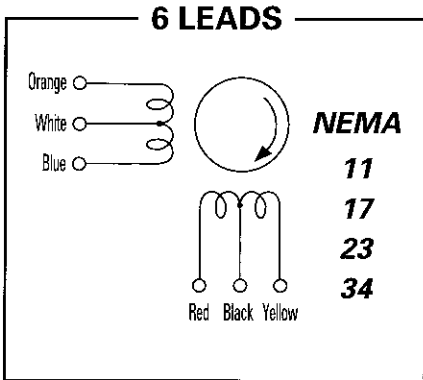 6 LEADS
Orange
White
Blue
NEMA
11
17
23
34
Red Black Yellow